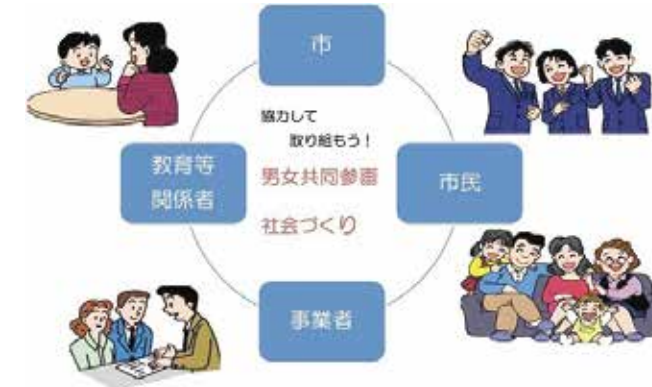 市
協力して
取り組もう!
教育等
関係者
男女共同参画
社会づくり
市民
事業者